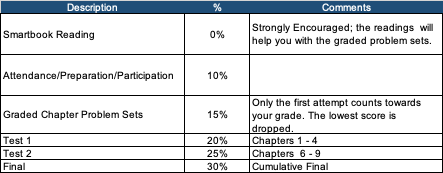 Description % Comments
Smartbook Reading 0% Strongly Encouraged; the readings will
help you with the graded problem sets.
Attendance/Preparation/Participation 10%
Graded Chapter Problem Sets 15% Only the first attempt counts towards
your grade. The lowest score is
dropped.
Test 1 20% Chapters 1 - 4
Test 2 25% Chapters 6 - 9
Final 30% Cumulative Final